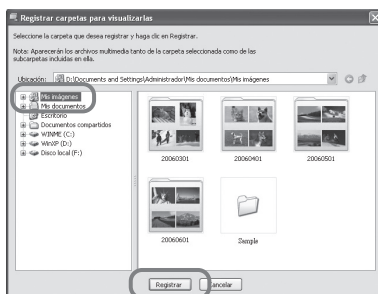 Registrar carpetas para visualizarlas
Seleccione la carpeta que desea registrar y haga clic en Registrar.
Nota: Aparecerán los archivos multimedia tanto de la carpeta seleccionada como de las
subcarpetas incluidas en ella.
Ubicación: D:\Documents and Settings\Administrador\Mis documentos\Mis imágenes
Mis imágenes
Mis documentos
Escritorio
Documentos compartidos
WINME (C:)
WinXP (D:)
Disco local (F:)
20060301 20060401 20060501
20060601 Sample
Registrar Cancelar